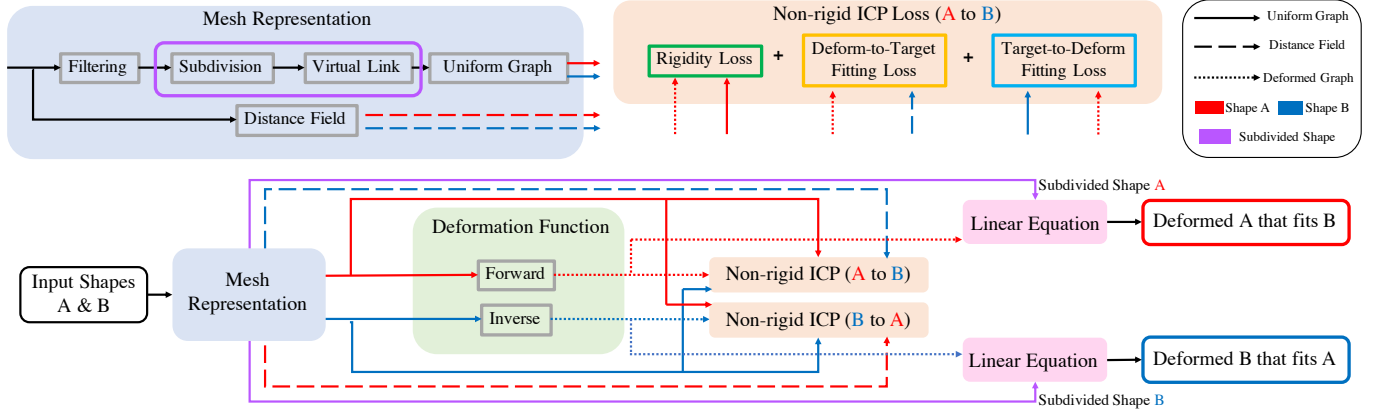 Mesh Representation
Filtering
Subdivision
Virtual Link
Uniform Graph
Distance Field
Non-rigid ICP Loss (A to B)
Rigidity Loss
+
Deform-to-Target
Fitting Loss
+
Target-to-Deform
Fitting Loss
Uniform Graph
Distance Field
Deformed Graph
Shape A
Shape B
Subdivided Shape
Input Shapes
A & B
Mesh
Representation
Deformation Function
Forward
Inverse
Non-rigid ICP (A to B)
Non-rigid ICP (B to A)
Subdivided Shape A
Linear Equation
Deformed A that fits B
Linear Equation
Deformed B that fits A
Subdivided Shape B